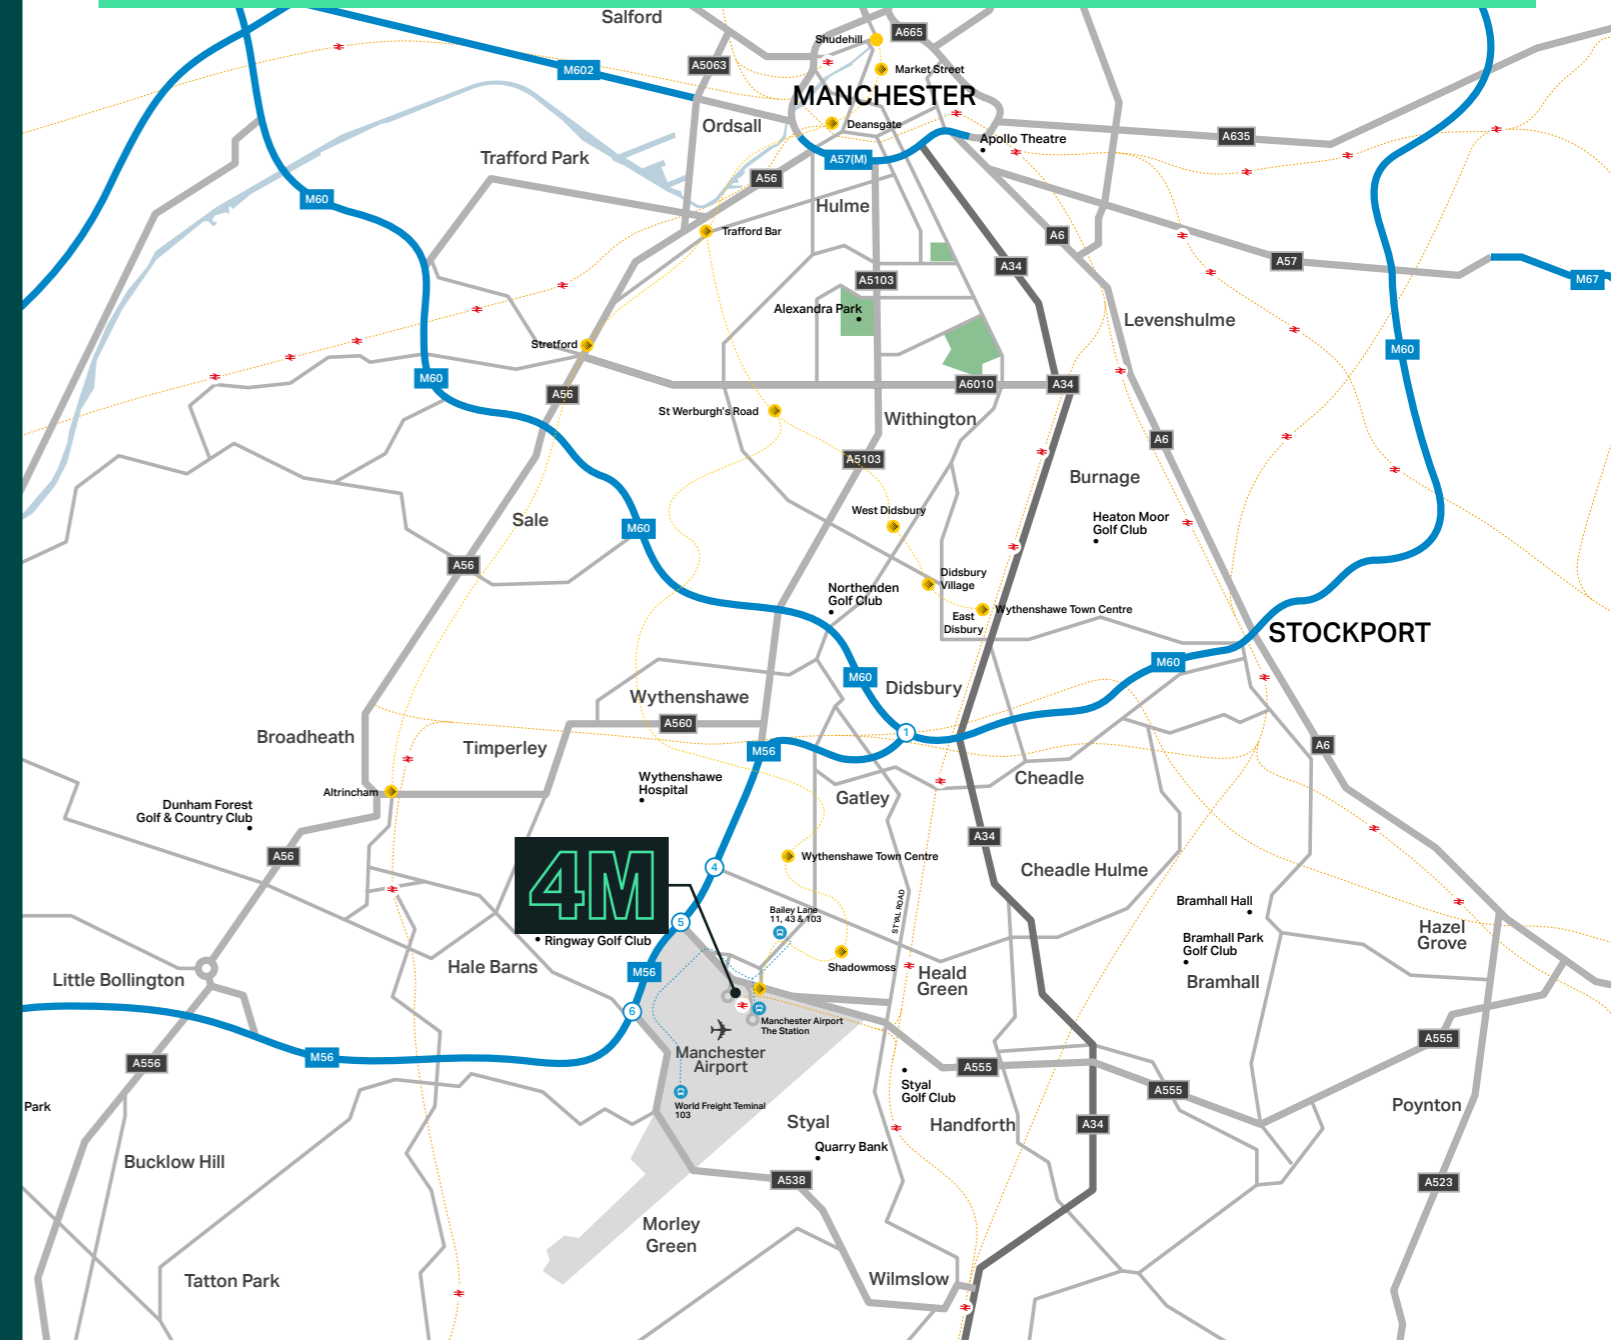 Salford
Shudehill
A665
M602
A5063
Market Street
MANCHESTER
Ordsall
Deansgate
Apollo Theatre
A635
Trafford Park
A57(M)
A56
M60
Hulme
Trafford Bar
A6
A34
A57
M67
A5103
Alexandra Park
Levenshulme
Stretford
M60
M60
A56
A6010
A34
St Werburgh's Road
Withington
A6
A5103
Burnage
West Didsbury
Heaton Moor
Golf Club
Sale
M60
A56
Didsbury
Village
Northenden
Golf Club
Wythenshawe Town Centre
East
Disbury
STOCKPORT
M60
M60
Didsbury
Wythenshawe
A560
1
Broadheath
Timperley
M56
A6
Wythenshawe
Hospital
Cheadle
Altrincham
Gatley
Dunham Forest
Golf & Country Club
A34
A56
Wythenshawe Town Centre
4
Cheadle Hulme
4M
STYAL ROAD
Bramhall Hall
Bailey Lane
11, 43 & 103
5
Ringway Golf Club
Bramhall Park
Golf Club
Hazel
Grove
Hale Barns
M56
Shadowmoss
Heald
Green
Little Bollington
Bramhall
6
Manchester Airport
The Station
A555
M56
Manchester
Airport
A556
A555
A555
Styal
Golf Club
Park
World Freight Teminal
103
Poynton
Styal
Handforth
A34
Quarry Bank
Bucklow Hill
A538
A523
Morley
Green
Tatton Park
Wilmslow